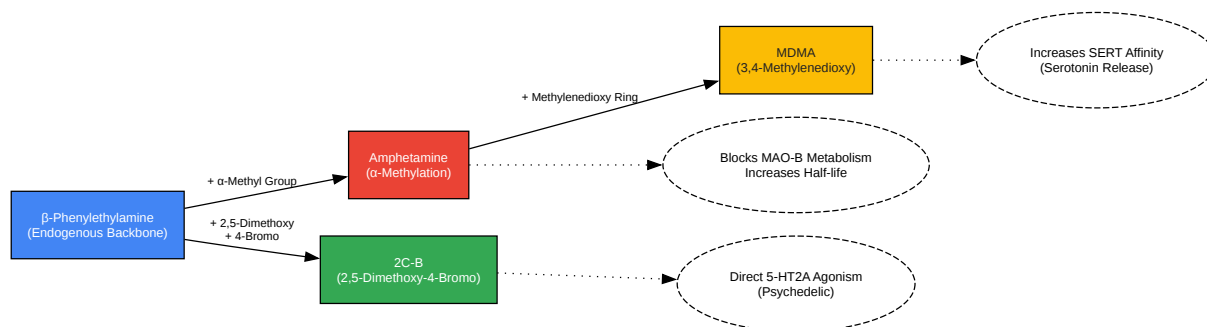 MDMA
(3,4-Methylenedioxy)
Increases SERT Affinity
(Serotonin Release)
+ Methylenedioxy Ring
Amphetamine
(α-Methylation)
Blocks MAO-B Metabolism
Increases Half-life
+ α-Methyl Group
β-Phenylethylamine
(Endogenous Backbone)
+ 2,5-Dimethoxy
+ 4-Bromo
2C-B
(2,5-Dimethoxy-4-Bromo)
Direct 5-HT2A Agonism
(Psychedelic)